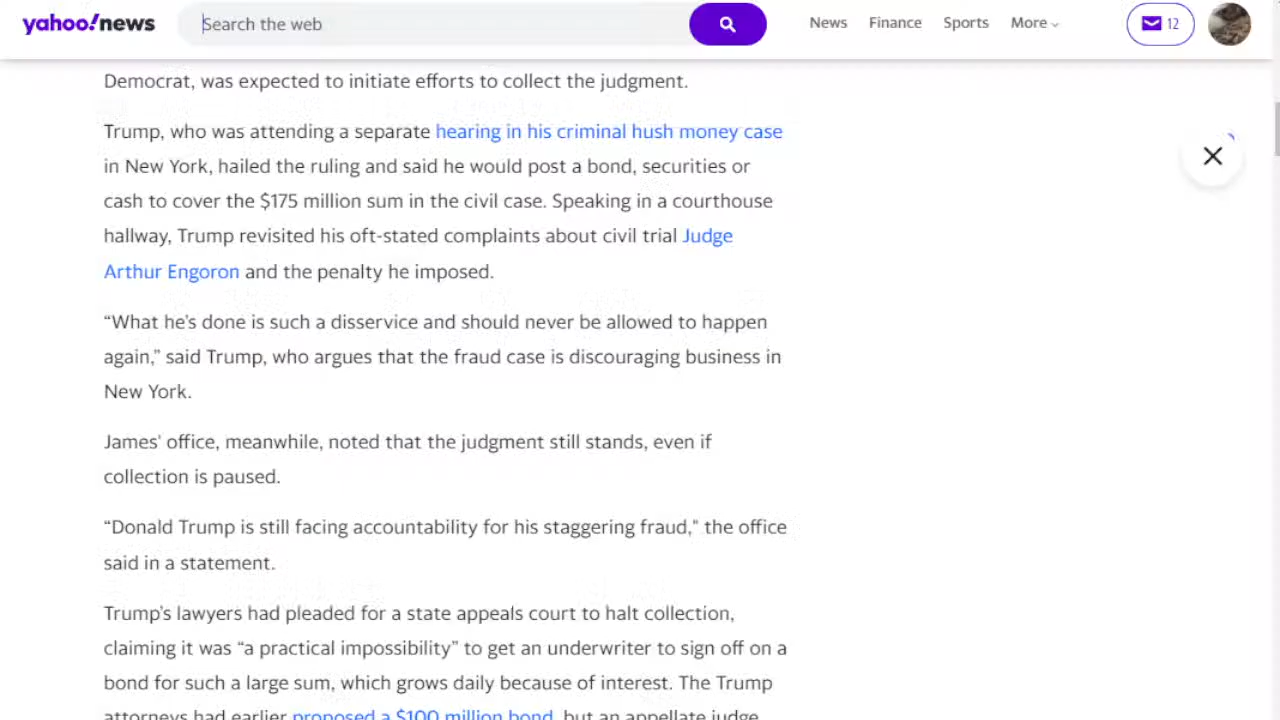 yahoo!news Search the web News Finance Sports More 12
Democrat, was expected to initiate efforts to collect the judgment.
Trump, who was attending a separate hearing in his criminal hush money case
in New York, hailed the ruling and said he would post a bond, securities or
cash to cover the $175 million sum in the civil case. Speaking in a courthouse
hallway, Trump revisited his oft-stated complaints about civil trial Judge
Arthur Engoron and the penalty he imposed.
“What he’s done is such a disservice and should never be allowed to happen
again,” said Trump, who argues that the fraud case is discouraging business in
New York.
James' office, meanwhile, noted that the judgment still stands, even if
collection is paused.
“Donald Trump is still facing accountability for his staggering fraud," the office
said in a statement.
Trump’s lawyers had pleaded for a state appeals court to halt collection,
claiming it was “a practical impossibility” to get an underwriter to sign off on a
bond for such a large sum, which grows daily because of interest. The Trump
attorneys had earlier proposed a $100 million bond, but an appellate judge